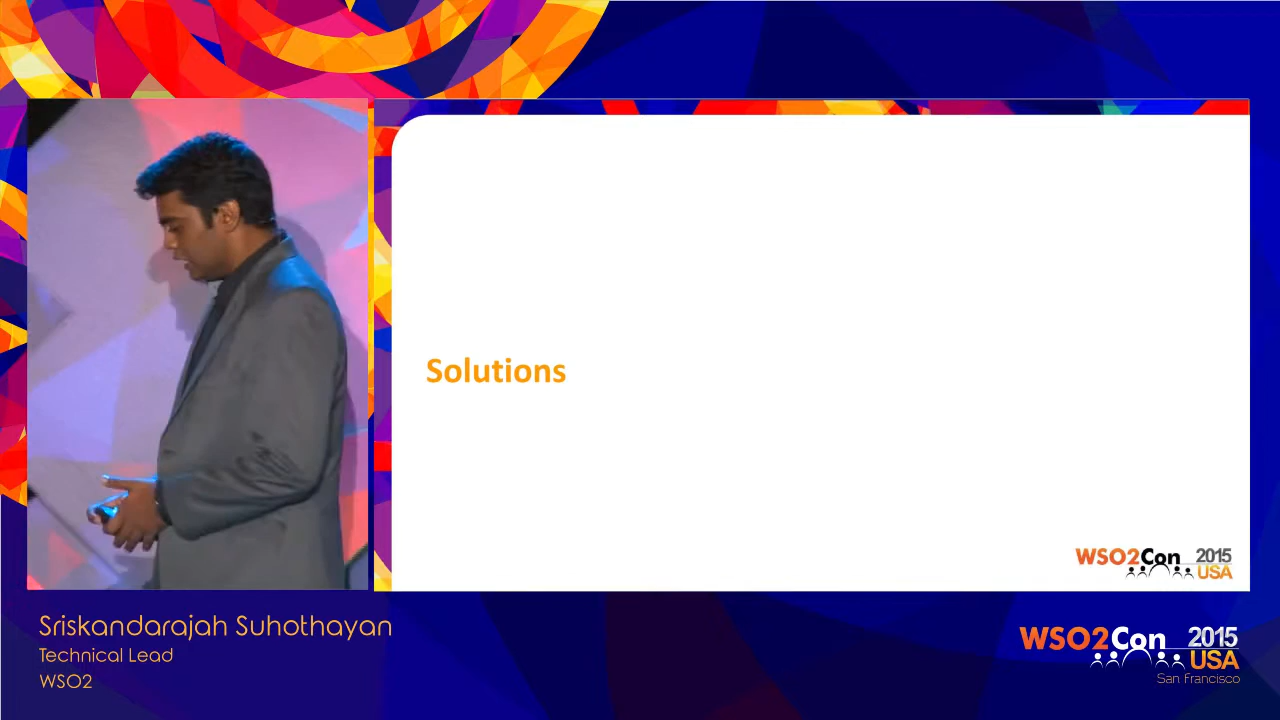 Solutions
WSO2Con 2015
USA
Sriskandarajah Suhothayan
Technical Lead
WSO2
WSO2Con 2015
USA
San Francisco